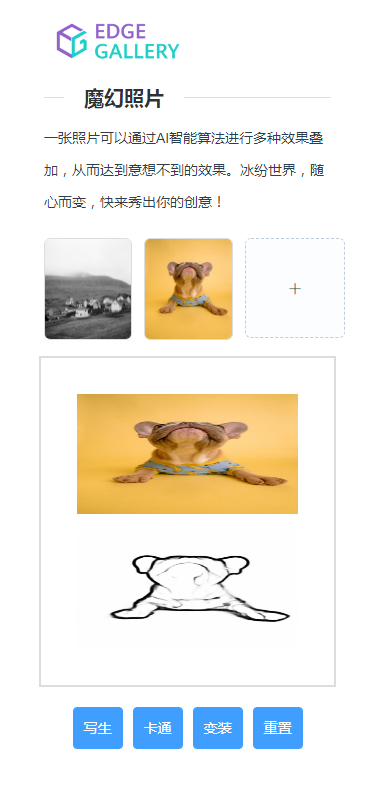 EDGE
GALLERY
魔幻照片
一张照片可以通过AI智能算法进行多种效果叠
加，从而达到意想不到的效果。冰纷世界，随
心而变，快来秀出你的创意！
写生 卡通 变装 重置